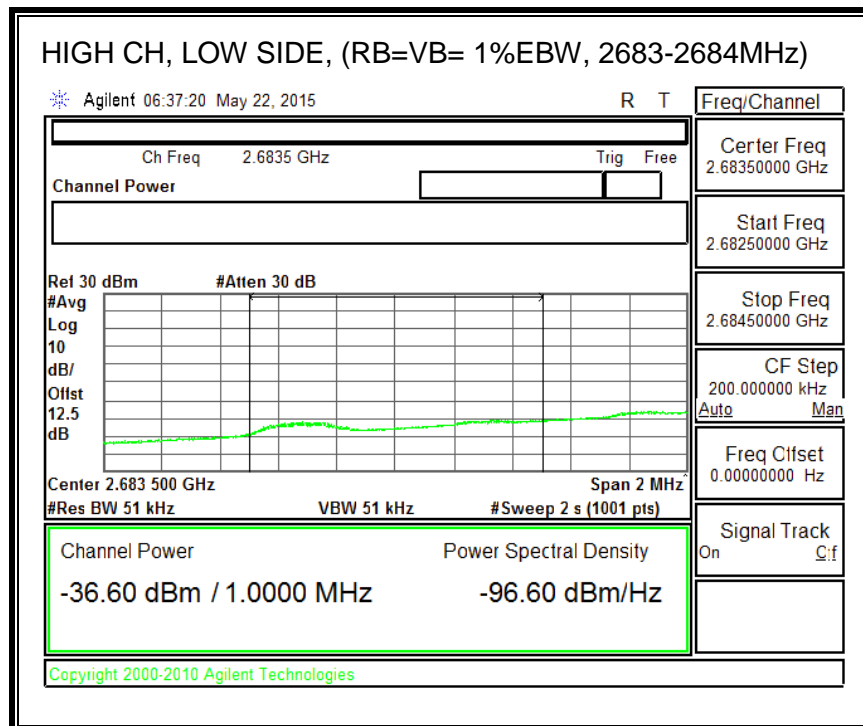 HIGH CH, LOW SIDE, (RB=VB= 1%EBW, 2683-2684MHz)
Agilent 06:37:20 May 22, 2015 R T
Freq/Channel
Ch Freq 2.6835 GHz Trig Free
Channel Power
Center Freq
2.68350000 GHz
Start Freq
2.68250000 GHz
Stop Freq
2.68450000 GHz
CF Step
200.000000 kHz
Auto Man
Freq Offset
0.00000000 Hz
Signal Track
On Off
Ref 30 dBm #Atten 30 dB
#Avg
Log
10
dB/
Offst
12.5
dB
Center 2.683 500 GHz Span 2 MHz
#Res BW 51 kHz VBW 51 kHz #Sweep 2 s (1001 pts)
Channel Power Power Spectral Density
-36.60 dBm / 1.0000 MHz -96.60 dBm/Hz
Copyright 2000-2010 Agilent Technologies